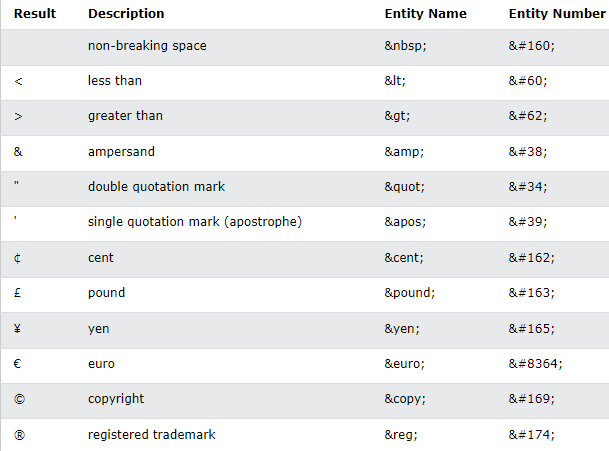 Result Description Entity Name Entity Number
non-breaking space &nbsp; &#160;
< less than &lt; &#60;
> greater than &gt; &#62;
& ampersand &amp; &#38;
" double quotation mark &quot; &#34;
' single quotation mark (apostrophe) &apos; &#39;
¢ cent &cent; &#162;
£ pound &pound; &#163;
¥ yen &yen; &#165;
€ euro &euro; &#8364;
© copyright &copy; &#169;
® registered trademark &reg; &#174;